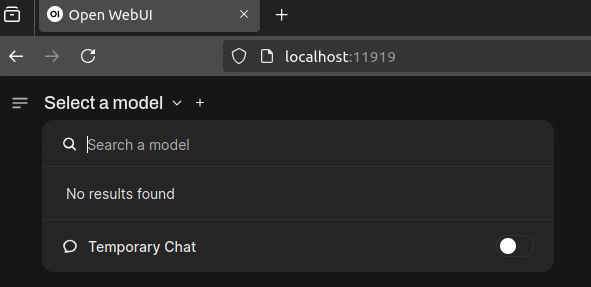 OI Open WebUI
localhost:11919
Select a model
Search a model
No results found
Temporary Chat